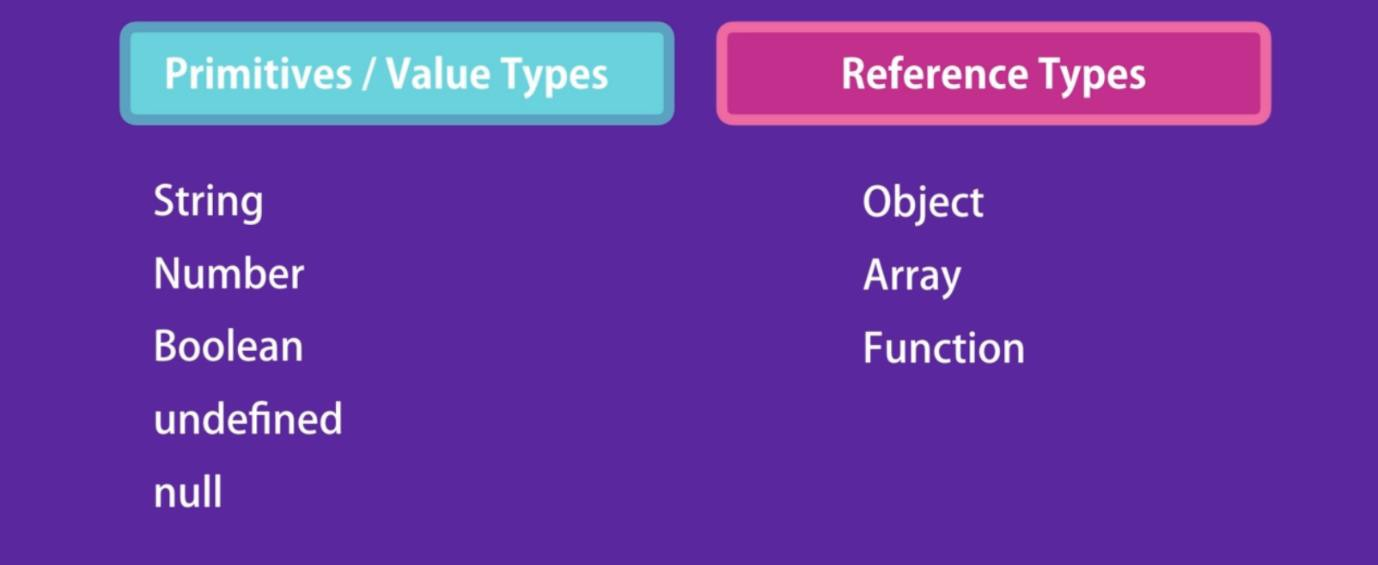 Primitives / Value Types
String
Number
Boolean
undefined
null
Reference Types
Object
Array
Function